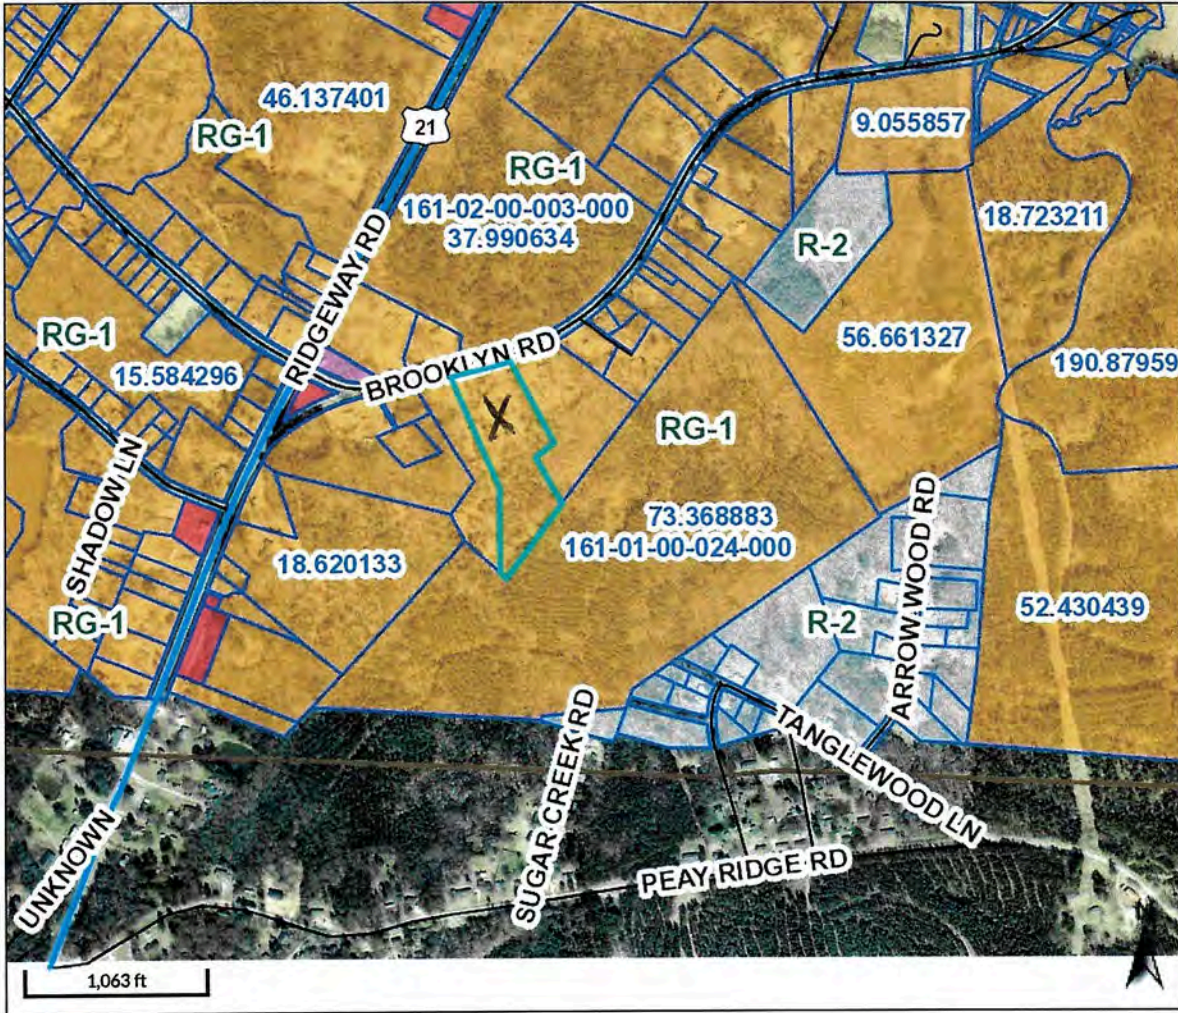 46.137401
RG-1
21
9.055857
RG-1
161-02-00-003-000
37.990634
18.723211
R-2
RIDGEWAY RD
RG-1
15.584296
56.661327
190.87959
BROOKLYN RD
X
RG-1
SHADOW LN
73.368883
161-01-00-024-000
18.620133
ARROW WOOD RD
RG-1
R-2
52.430439
SUGAR CREEK RD
TANGLEWOOD LN
UNKNOWN
PEAY RIDGE RD
1,063 ft